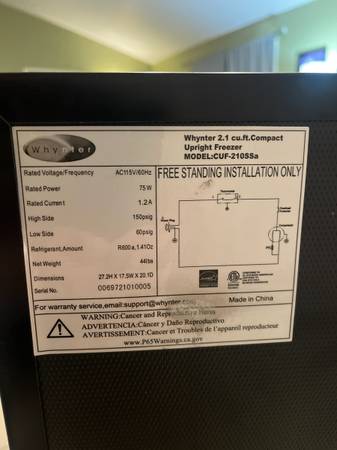 Whynter
Whynter 2.1 cu.ft.Compact
Upright Freezer
MODEL:CUF-210SSa
Rated Voltage/Frequency AC115V/60Hz
Rated Power 75W
Rated Current 1.2A
High Side 150psig
Low Side 60psig
Refrigerant,Amount R600a,1.41Oz
Net Weight 44lbs
Dimensions 27.2H X 17.5W X 20.1D
Serial No. 0069721010005
FREE STANDING INSTALLATION ONLY
Thermostat
For warranty service,email:support@whynter.com
Made in China
WARNING:Cancer and Reproductive Harm
ADVERTENCIA:Cáncer y Daño Reproductivo
AVERTISSEMENT:Cancer et Troubles de l'appareil reproducteur
www.P65Warnings.ca.gov